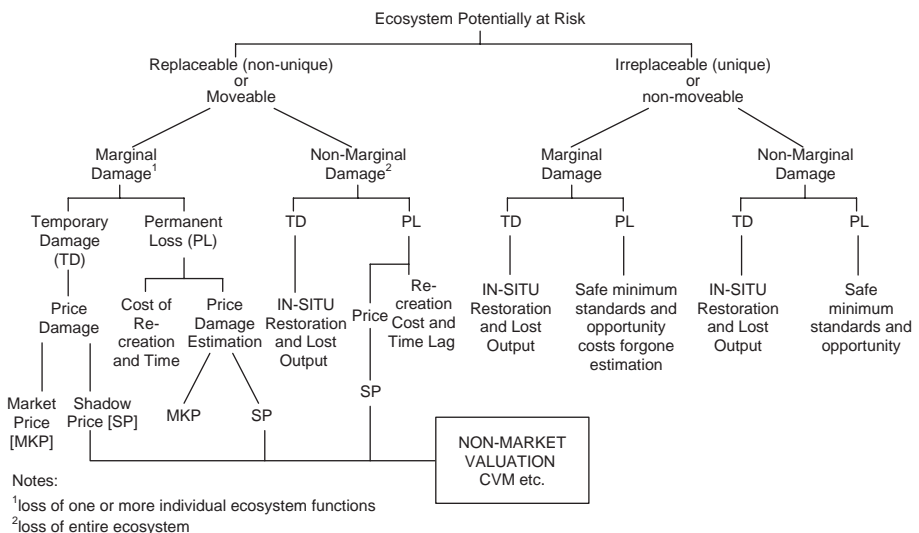 Ecosystem Potentially at Risk
Replaceable (non-unique)
or
Moveable
Irreplaceable (unique)
or
non-moveable
Marginal
Damage¹
Non-Marginal
Damage²
Marginal
Damage
Non-Marginal
Damage
Temporary
Damage
(TD)
Permanent
Loss (PL)
TD
PL
TD
PL
TD
PL
Price
Damage
Cost of
Re-
creation
and Time
Price
Damage
Estimation
IN-SITU
Restoration
and Lost
Output
Price
Re-
creation
Cost and
Time Lag
IN-SITU
Restoration
and Lost
Output
Safe minimum
standards and
opportunity
costs forgone
estimation
IN-SITU
Restoration
and Lost
Output
Safe
minimum
standards and
opportunity
Market
Price
[MKP]
Shadow
Price [SP]
MKP
SP
SP
NON-MARKET
VALUATION
CVM etc.
Notes:
¹loss of one or more individual ecosystem functions
²loss of entire ecosystem